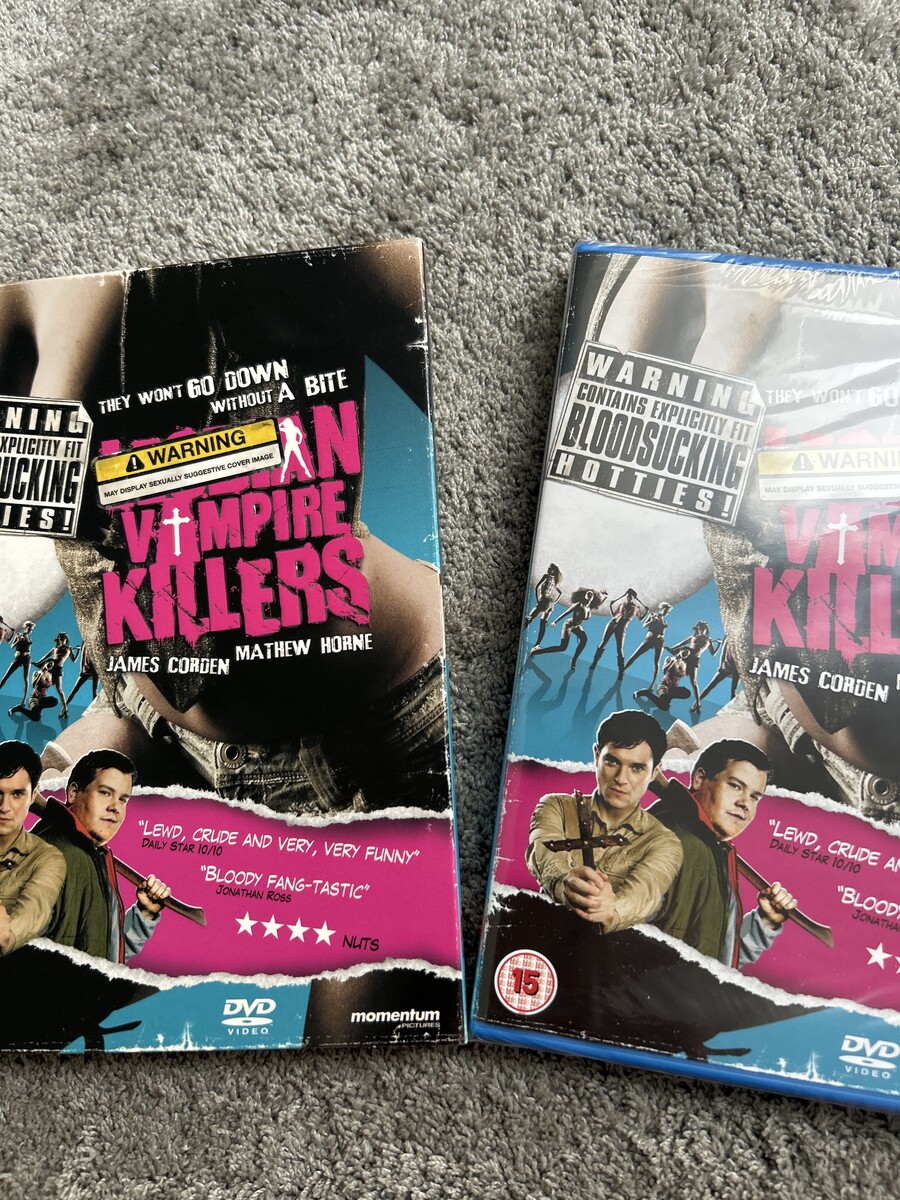 THEY WON'T GO DOWN
WITHOUT A BITE
NING
EXPLICITLY FIT
UCKING
IES!
WARNING
MAY DISPLAY SEXUALLY SUGGESTIVE COVER IMAGE
VAMPIRE
KILLERS
JAMES CORDEN MATHEW HORNE
"LEWD, CRUDE AND VERY, VERY FUNNY"
DAILY STAR 10/10
"BLOODY FANG-TASTIC"
JONATHAN ROSS
NUTS
DVD
VIDEO
momentum
PICTURES
WARNING
CONTAINS EXPLICITLY FIT
BLOODSUCKING
HOTTIES!
THEY WON'T GO
WARNI
MAY DISPLAY SEXUALLY SUGGESTIVE
VAM
KILL
JAMES CORDEN
"LEWD, CRUDE A
DAILY STAR 10/10
"BLOOD
JONATHA
15
DVD
VIDEO